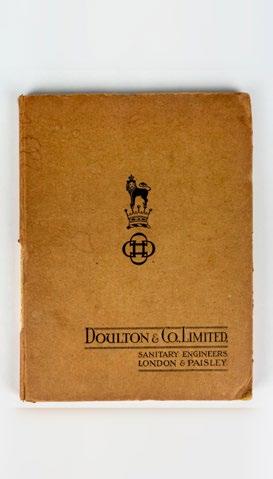 DOULTON & CO. LIMITED,
SANITARY ENGINEERS
LONDON & PAISLEY.